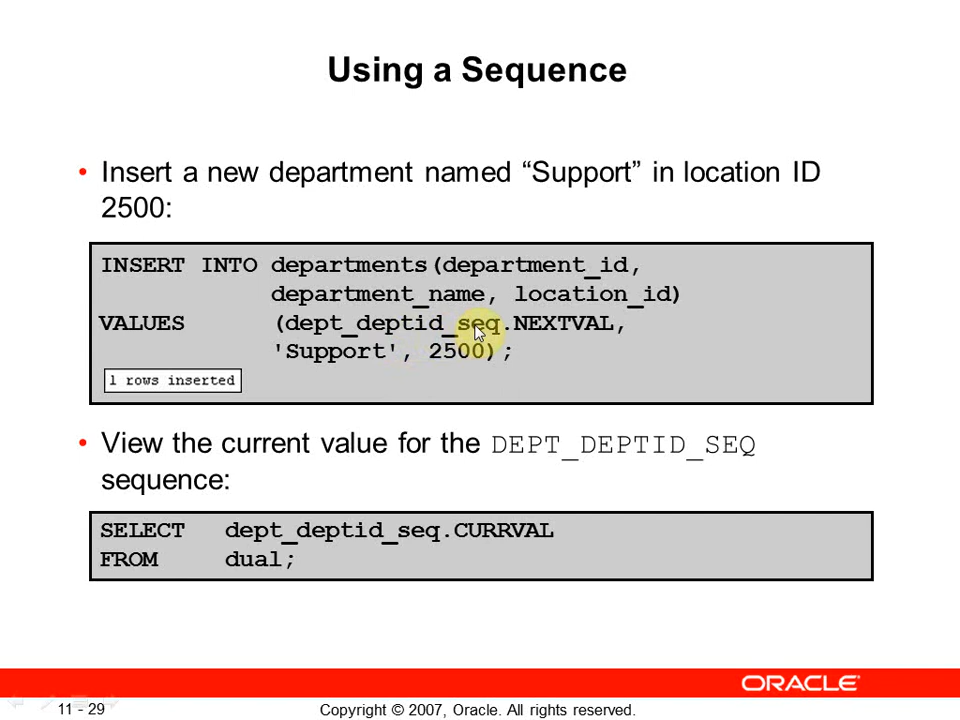 Using a Sequence
• Insert a new department named “Support” in location ID
2500:
INSERT INTO departments(department_id,
department_name, location_id)
VALUES (dept_deptid_seq.NEXTVAL,
'Support', 2500);
1 rows inserted
• View the current value for the DEPT_DEPTID_SEQ
sequence:
SELECT dept_deptid_seq.CURRVAL
FROM dual;
ORACLE
11 - 29
Copyright © 2007, Oracle. All rights reserved.